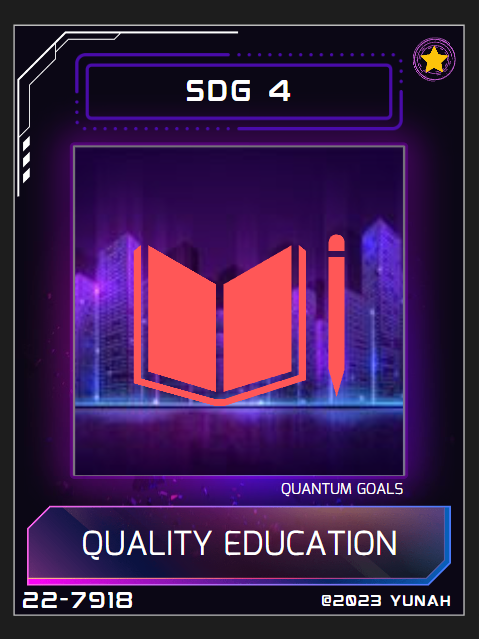 SDG 4
QUANTUM GOALS
QUALITY EDUCATION
22-7918
@2023 YUNAH